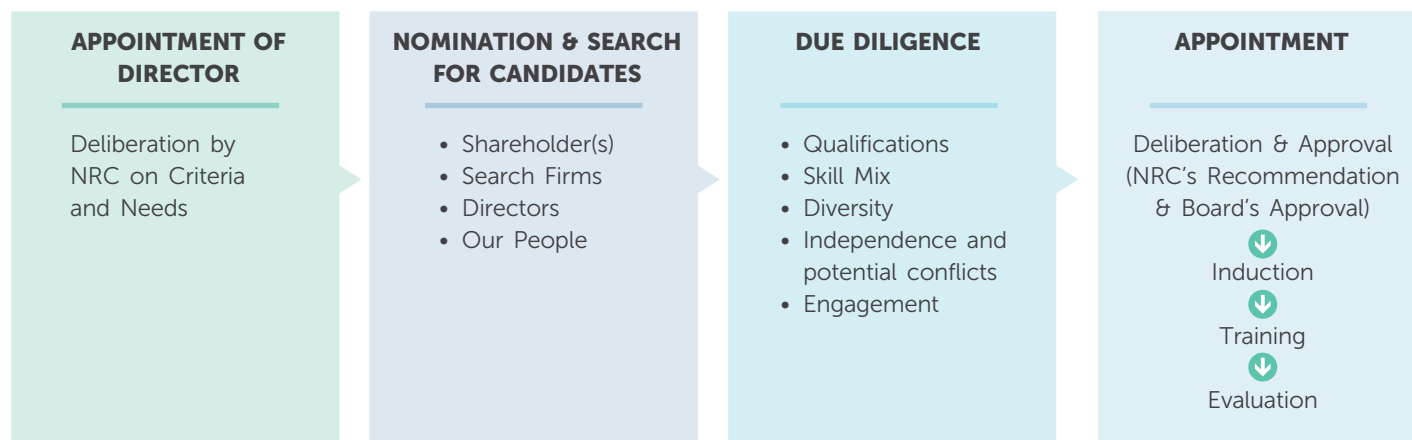 APPOINTMENT OF
DIRECTOR
Deliberation by
NRC on Criteria
and Needs
NOMINATION & SEARCH
FOR CANDIDATES
• Shareholder(s)
• Search Firms
• Directors
• Our People
DUE DILIGENCE
• Qualifications
• Skill Mix
• Diversity
• Independence and
potential conflicts
• Engagement
APPOINTMENT
Deliberation & Approval
(NRC's Recommendation
& Board's Approval)
Induction
Training
Evaluation